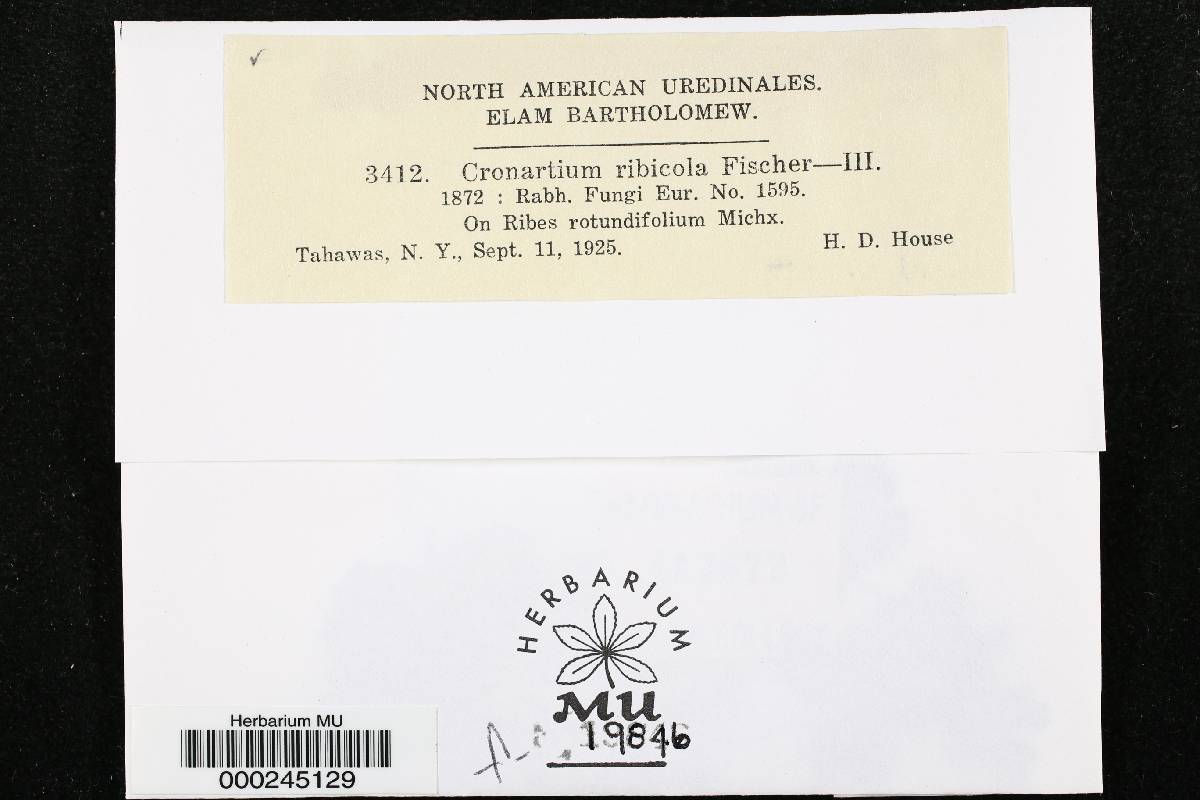 NORTH AMERICAN UREDINALES.
ELAM BARTHOLOMEW.
3412. Cronartium ribicola Fischer—III.
1872 : Rabh. Fungi Eur. No. 1595.
On Ribes rotundifolium Michx.
Tahawas, N. Y., Sept. 11, 1925. H. D. House
HERBARIUM
MU
19846
Herbarium MU
000245129